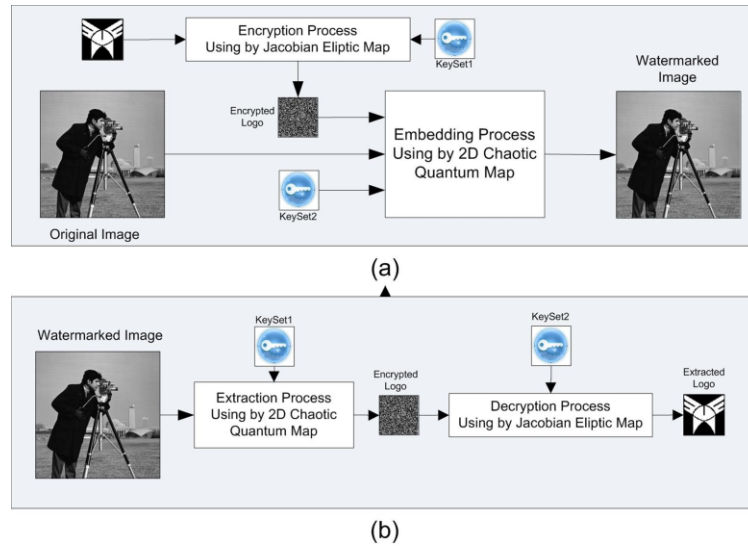 Encryption Process
Using by Jacobian Eliptic Map
KeySet1
Watermarked
Image
Encrypted
Logo
Embedding Process
Using by 2D Chaotic
Quantum Map
KeySet2
Original Image
(a)
Watermarked Image
KeySet1
KeySet2
Extraction Process
Using by 2D Chaotic
Quantum Map
Encrypted
Logo
Decryption Process
Using by Jacobian Eliptic Map
Extracted
Logo
(b)